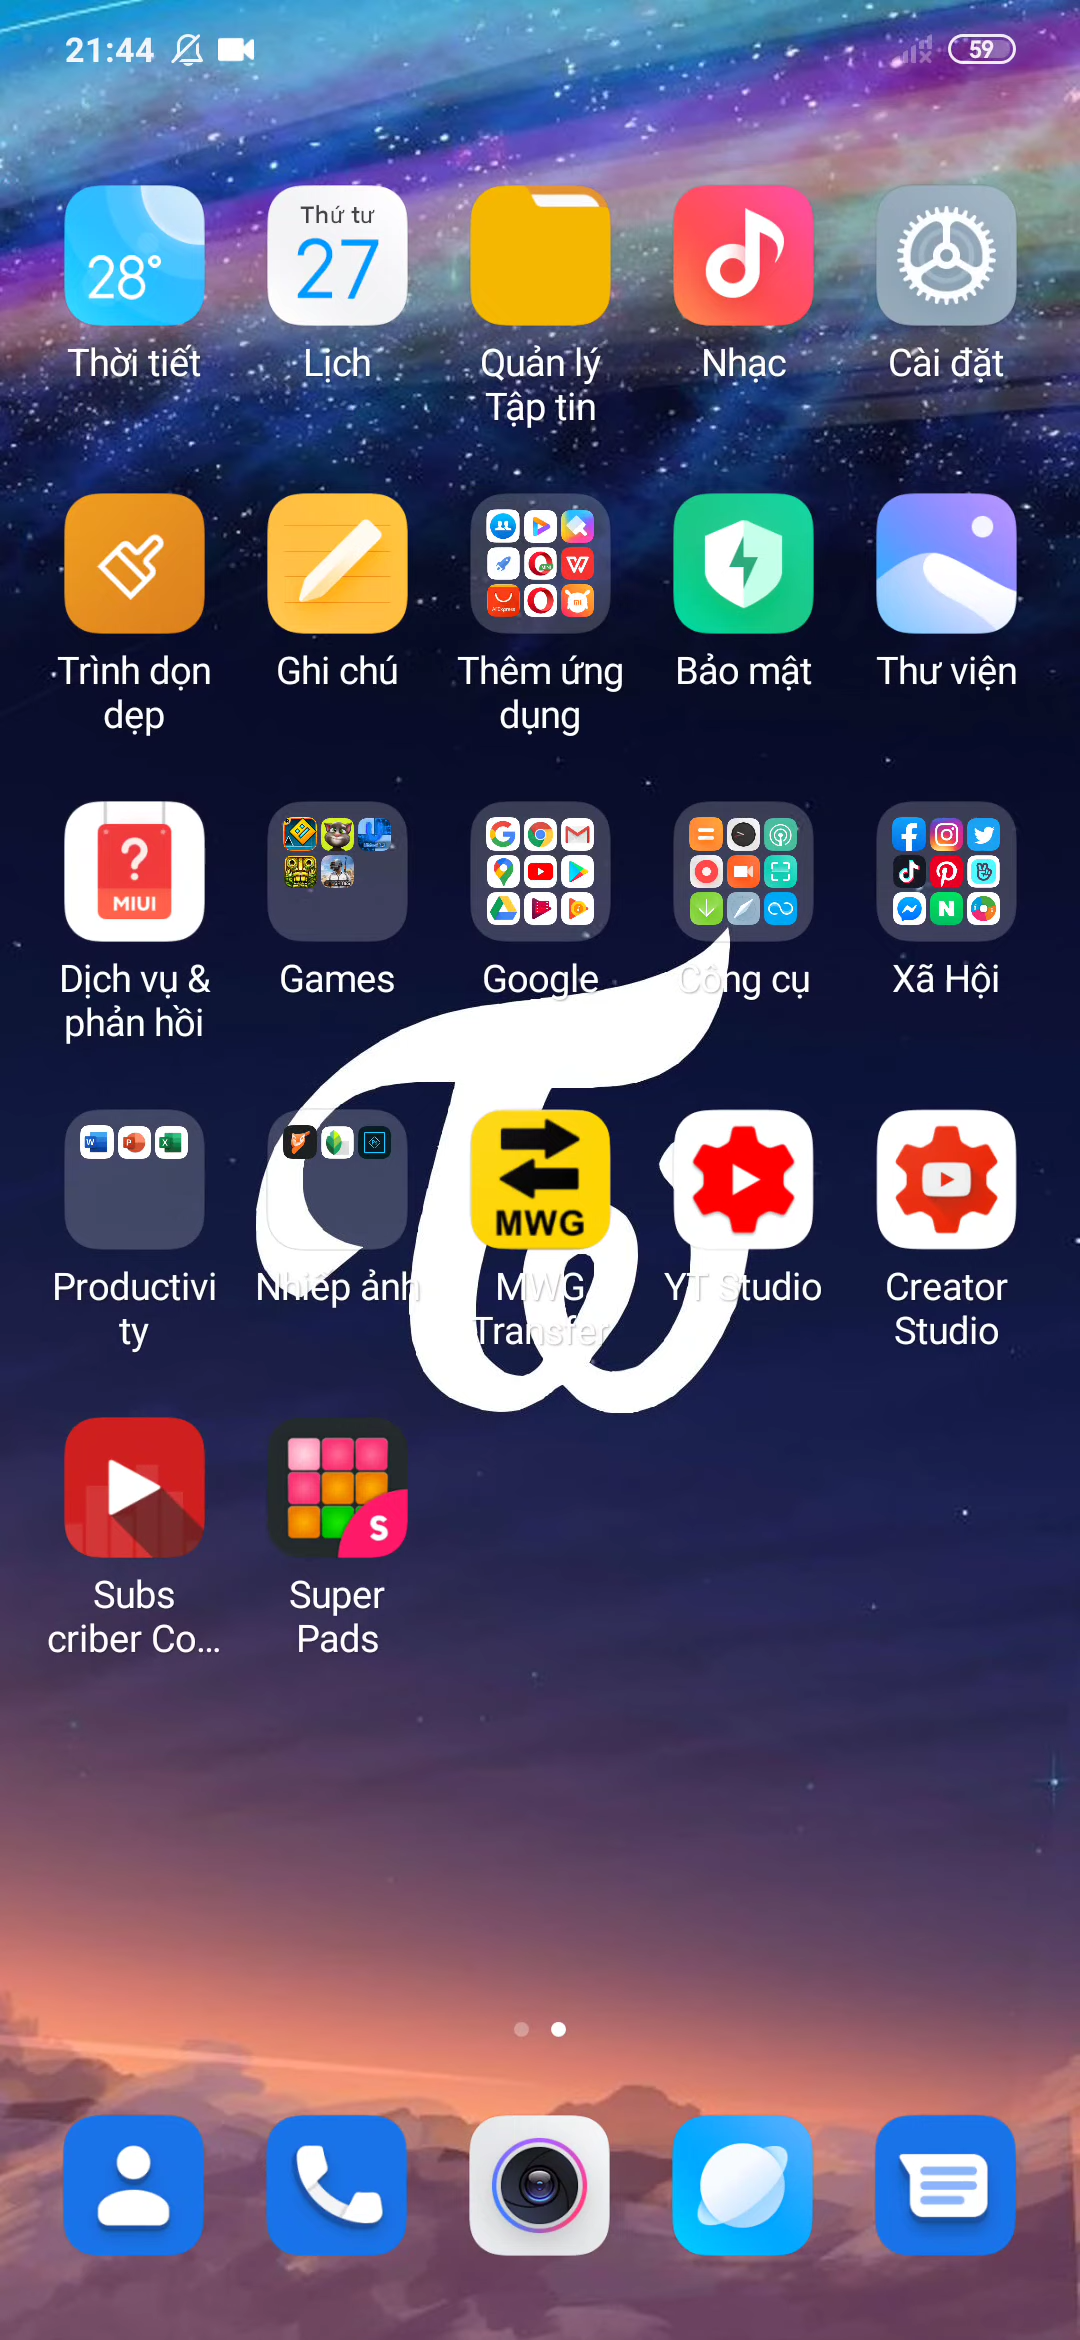 21:44
59
28°
Thứ tư
27
Thời tiết
Lịch
Quản lý
Tập tin
Nhạc
Cài đặt
Trình dọn
dẹp
Ghi chú
Thêm ứng
dụng
Bảo mật
Thư viện
?
MIUI
Dịch vụ &
phản hồi
Games
Google
Công cụ
Xã Hội
MWG
Productivi
ty
Nhiếp ảnh
MWG
Transfer
YT Studio
Creator
Studio
S
Subs
criber Co...
Super
Pads